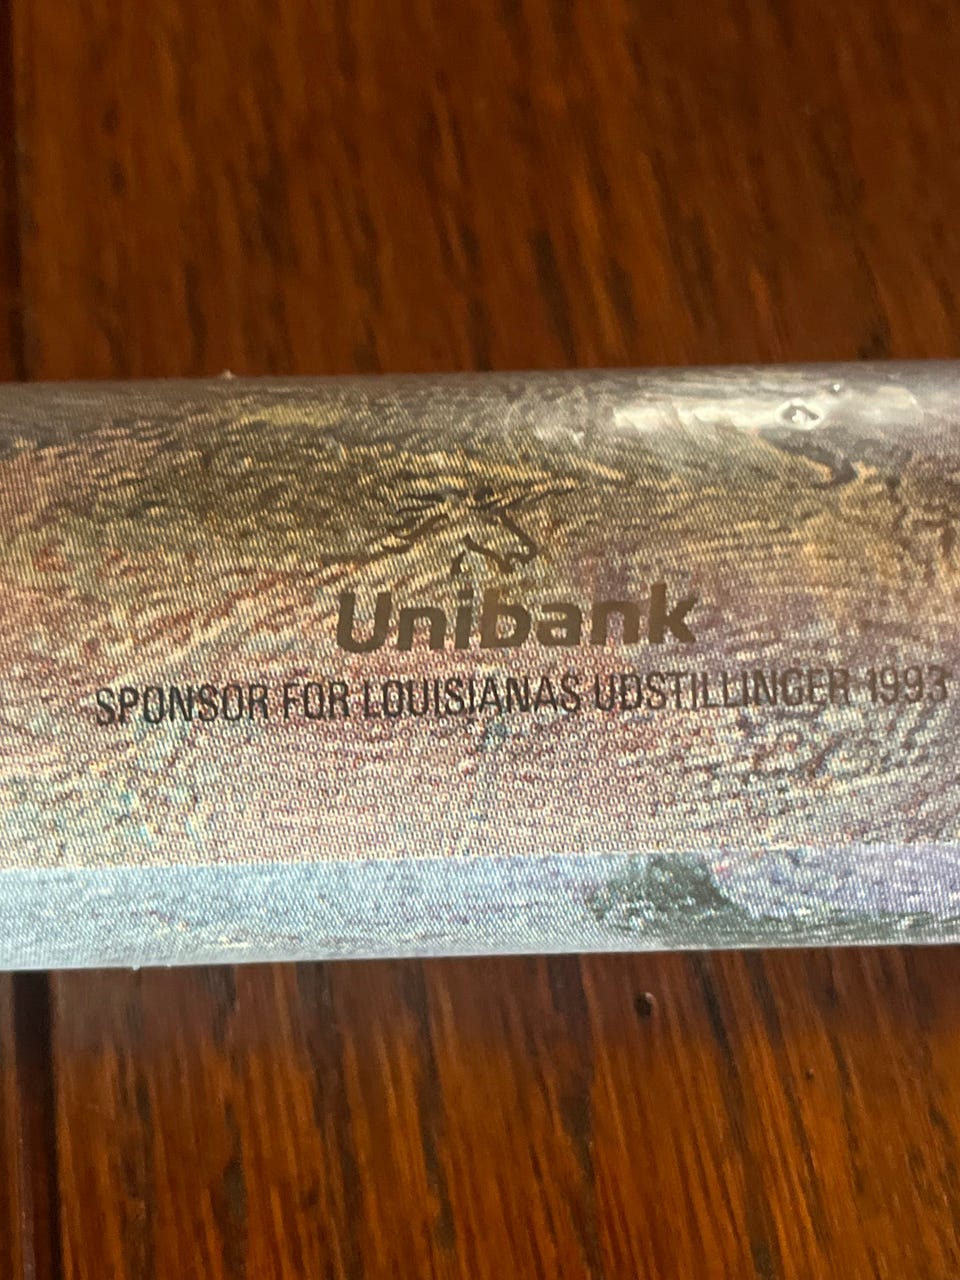 Unibank
SPONSOR FOR LOUISIANAS UDSTILLINGER 1993